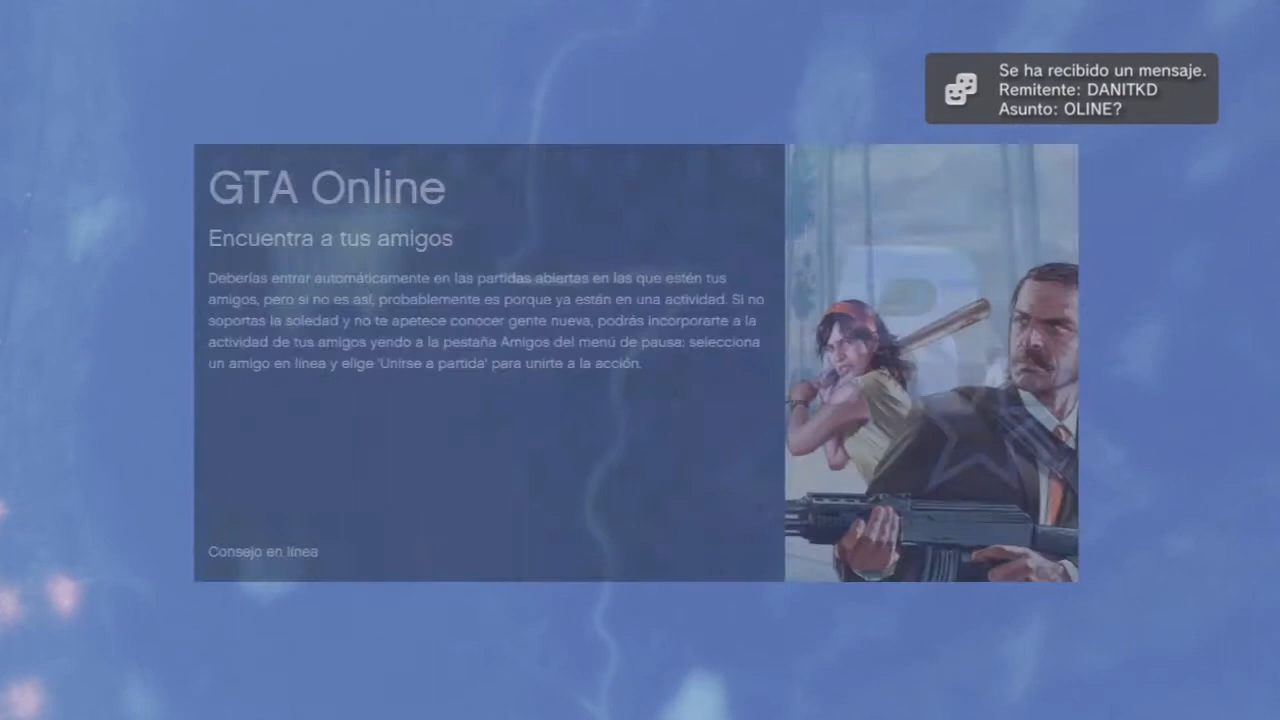 Se ha recibido un mensaje.
Remitente: DANITKD
Asunto: OLINE?
GTA Online
Encuentra a tus amigos
Deberías entrar automáticamente en las partidas abiertas en las que estén tus
amigos, pero si no es así, probablemente es porque ya están en una actividad. Si no
soportas la soledad y no te apetece conocer gente nueva, podrás incorporarte a la
actividad de tus amigos yendo a la pestaña Amigos del menú de pausa: selecciona
un amigo en línea y elige 'Unirse a partida' para unirte a la acción.
Consejo en línea